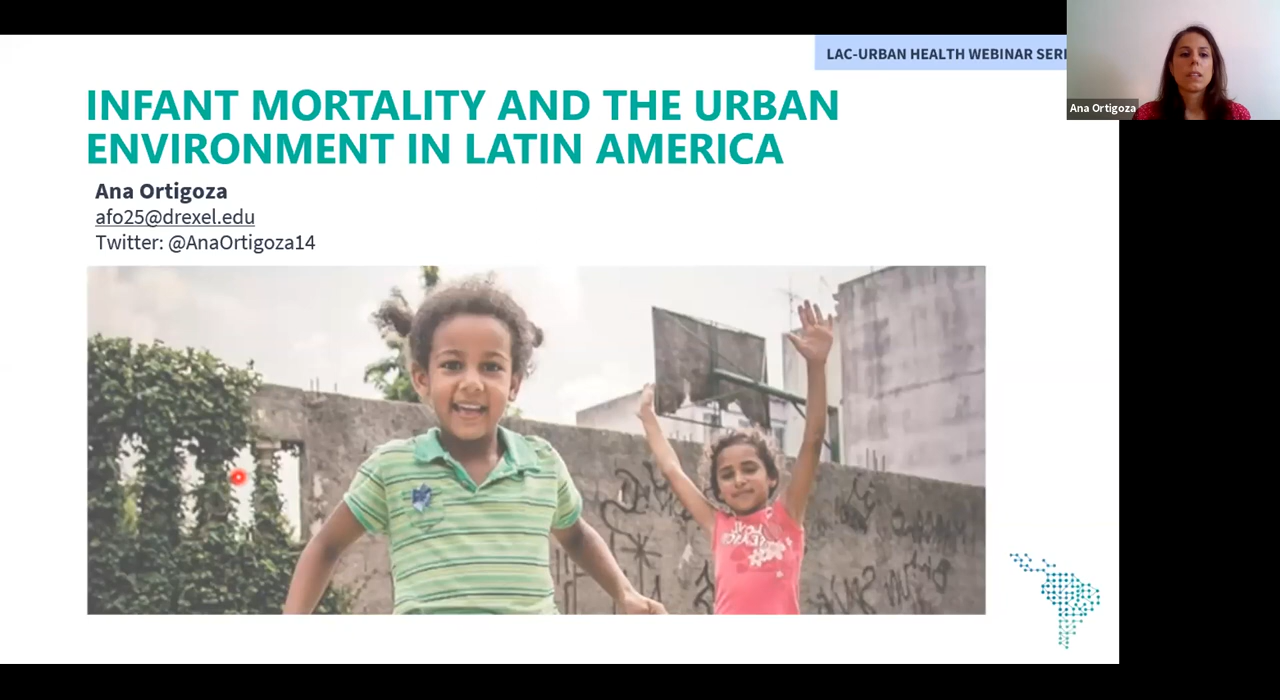 LAC-URBAN HEALTH WEBINAR
Ana Ortigoza
INFANT MORTALITY AND THE URBAN
ENVIRONMENT IN LATIN AMERICA
Ana Ortigoza
afo25@drexel.edu
Twitter: @AnaOrtigoza14